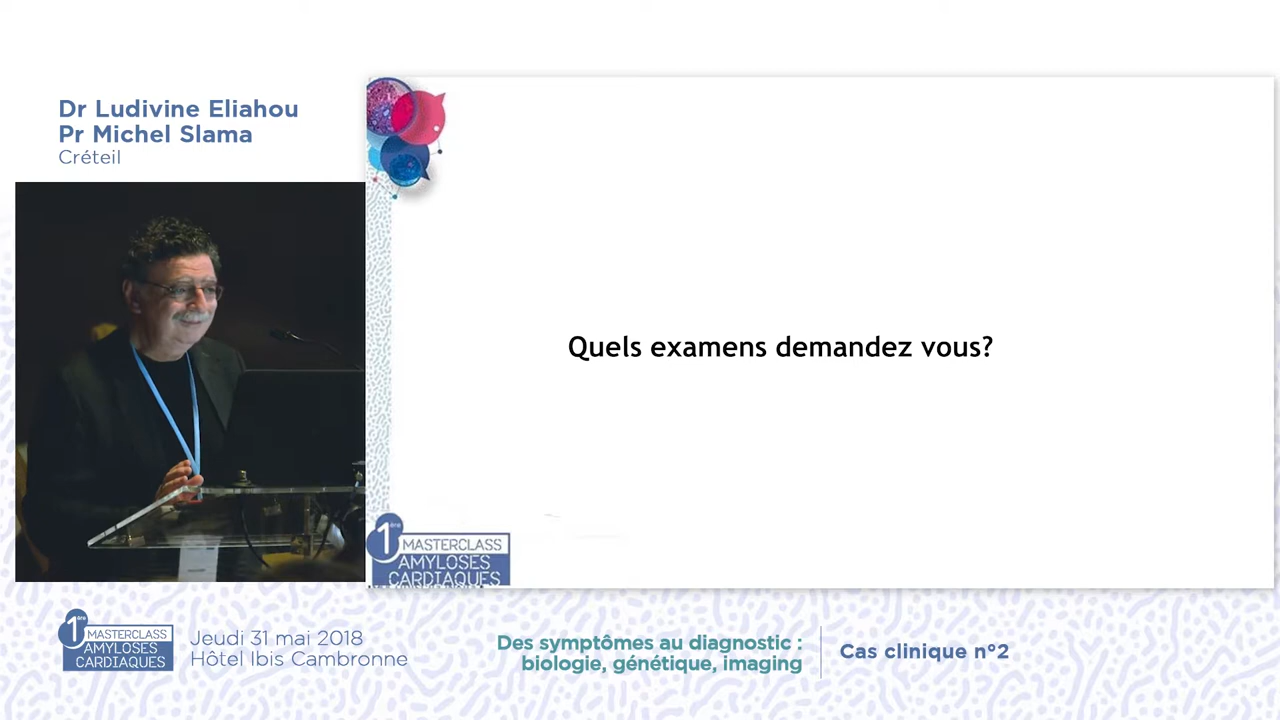 Dr Ludivine Eliahou
Pr Michel Slama
Créteil
Quels examens demandez vous?
1ère
MASTERCLASS
AMYLOSES
CARDIAQUES
1ère
MASTERCLASS
AMYLOSES
CARDIAQUES
Jeudi 31 mai 2018
Hôtel Ibis Cambronne
Des symptômes au diagnostic :
biologie, génétique, imaging
Cas clinique n°2